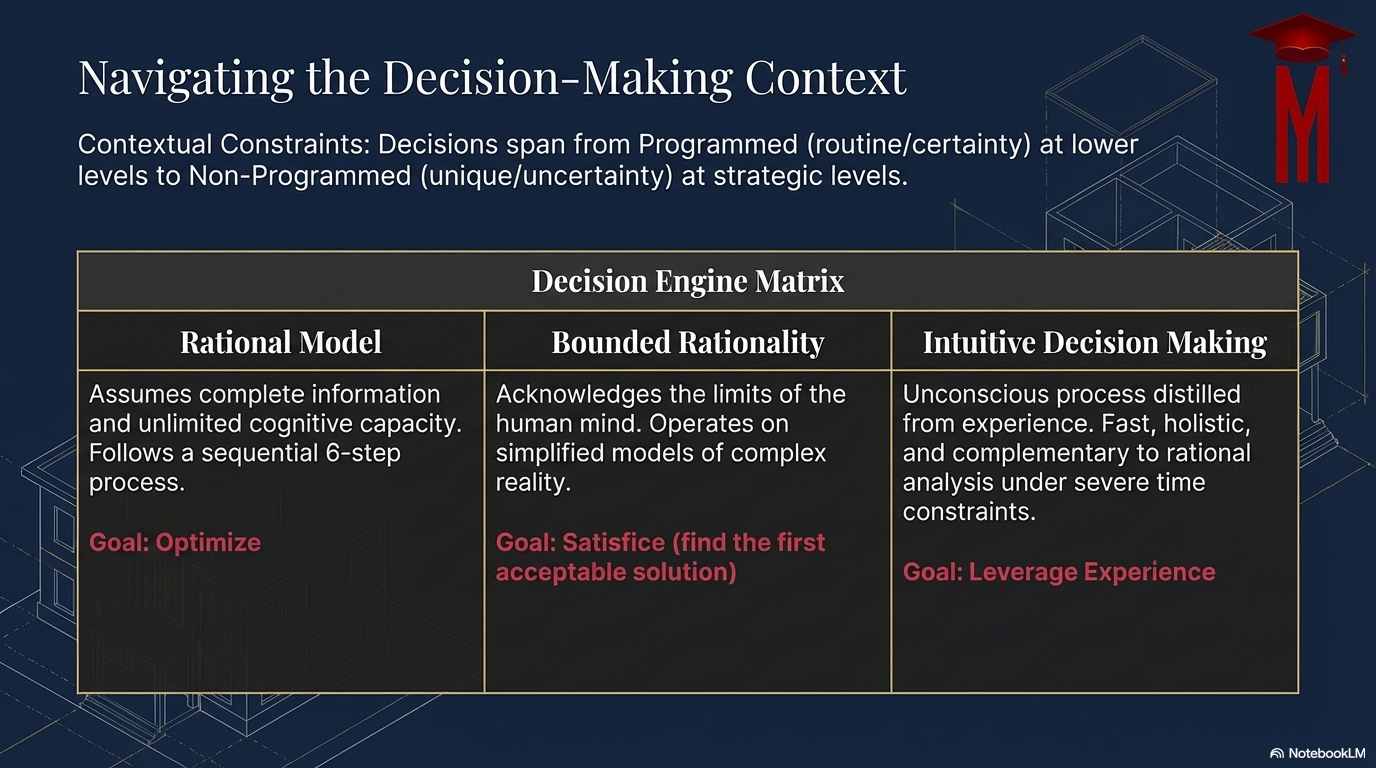 Navigating the Decision-Making Context
Contextual Constraints: Decisions span from Programmed (routine/certainty) at lower
levels to Non-Programmed (unique/uncertainty) at strategic levels.
Decision Engine Matrix
Rational Model
Assumes complete information
and unlimited cognitive capacity.
Follows a sequential 6-step
process.
Goal: Optimize
Bounded Rationality
Acknowledges the limits of the
human mind. Operates on
simplified models of complex
reality.
Goal: Satisfice (find the first
acceptable solution)
Intuitive Decision Making
Unconscious process distilled
from experience. Fast, holistic,
and complementary to rational
analysis under severe time
constraints.
Goal: Leverage Experience
M
NotebookLM